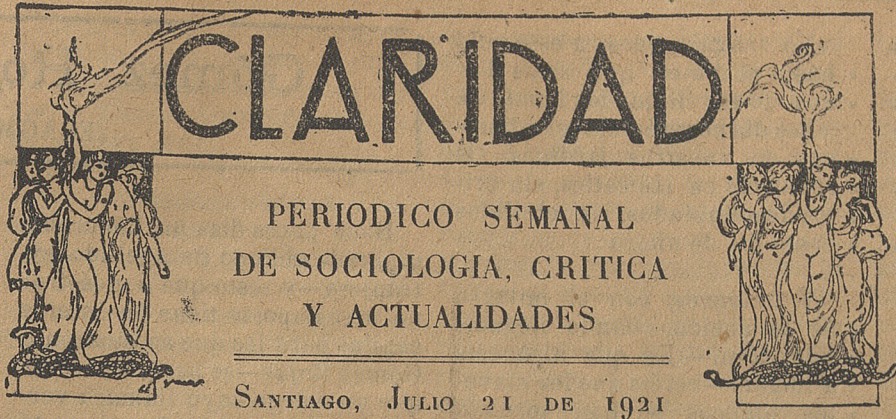 CLARIDAD
PERIODICO SEMANAL
DE SOCIOLOGIA, CRITICA
Y ACTUALIDADES
SANTIAGO, JULIO 21 DE 1921